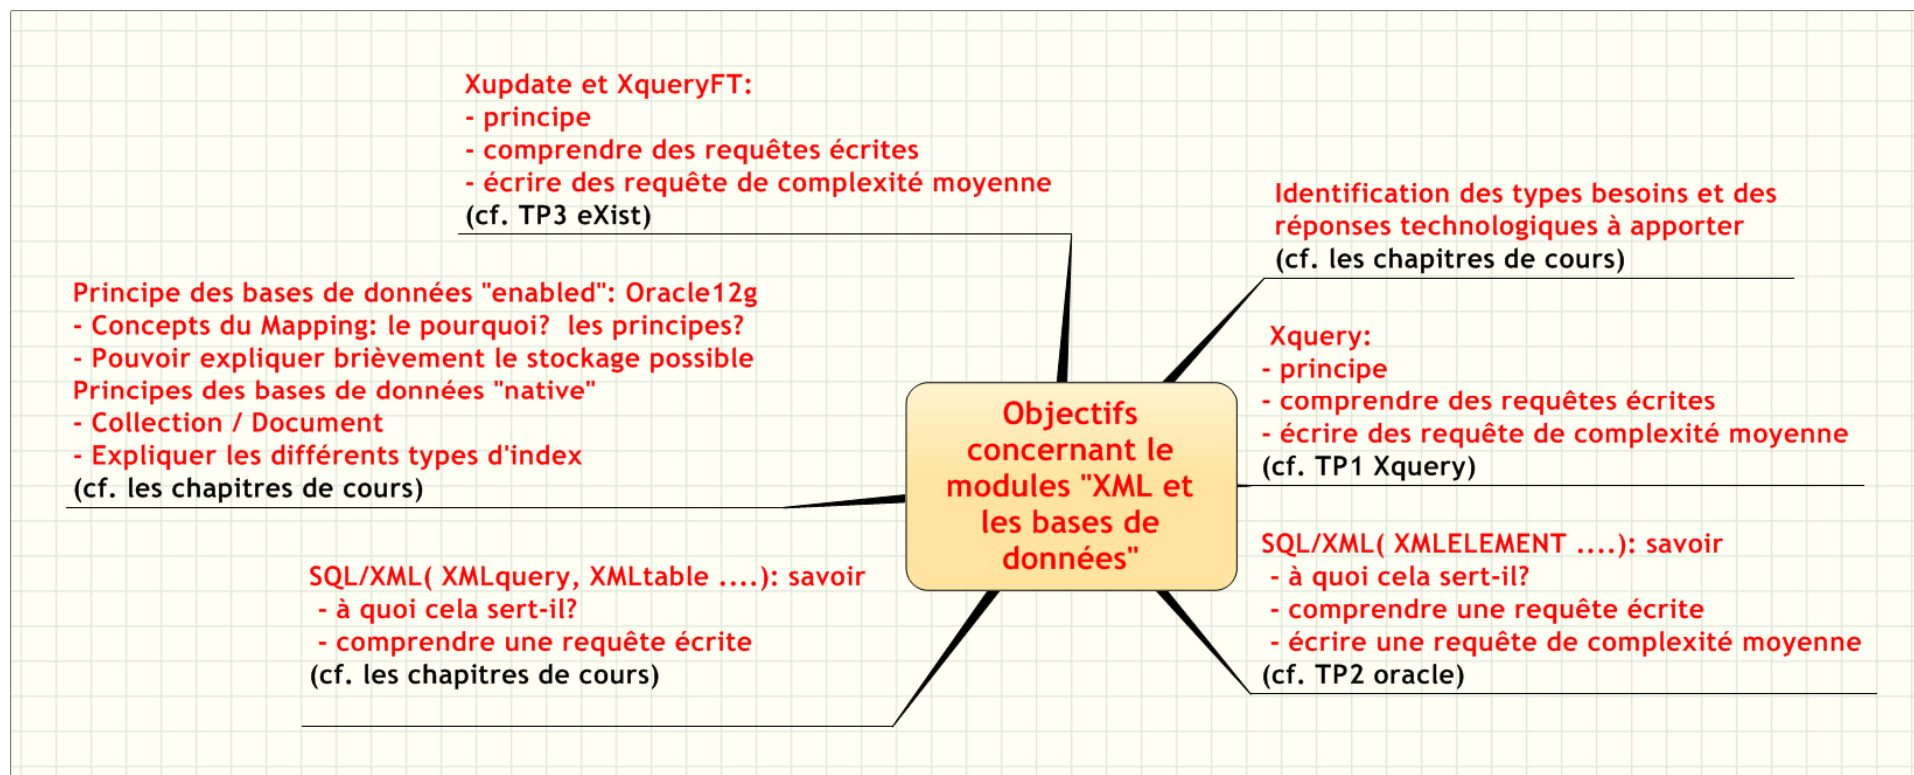 Xupdate et XqueryFT:
- principe
- comprendre des requêtes écrites
- écrire des requête de complexité moyenne
(cf. TP3 eXist)
Identification des types besoins et des
réponses technologiques à apporter
(cf. les chapitres de cours)
Principe des bases de données "enabled": Oracle12g
- Concepts du Mapping: le pourquoi?  les principes?
- Pouvoir expliquer brièvement le stockage possible
Principes des bases de données "native"
- Collection / Document
- Expliquer les différents types d'index
(cf. les chapitres de cours)
Xquery:
- principe
- comprendre des requêtes écrites
- écrire des requête de complexité moyenne
(cf. TP1 Xquery)
Objectifs
concernant le
modules "XML et
les bases de
données"
SQL/XML( XMLquery, XMLtable ....): savoir
- à quoi cela sert-il?
- comprendre une requête écrite
(cf. les chapitres de cours)
SQL/XML( XMLELEMENT ....): savoir
- à quoi cela sert-il?
- comprendre une requête écrite
- écrire une requête de complexité moyenne
(cf. TP2 oracle)